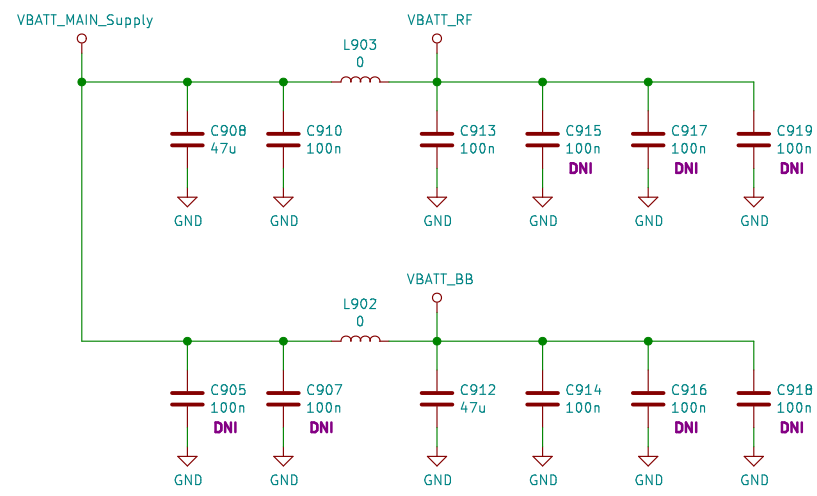 VBATT_MAIN_Supply
VBATT_RF
L903
0
C908
47u
C910
100n
C913
100n
C915
100n
DNI
C917
100n
DNI
C919
100n
DNI
GND
GND
GND
GND
GND
GND
VBATT_BB
L902
0
C905
100n
DNI
C907
100n
DNI
C912
47u
C914
100n
C916
100n
DNI
C918
100n
DNI
GND
GND
GND
GND
GND
GND